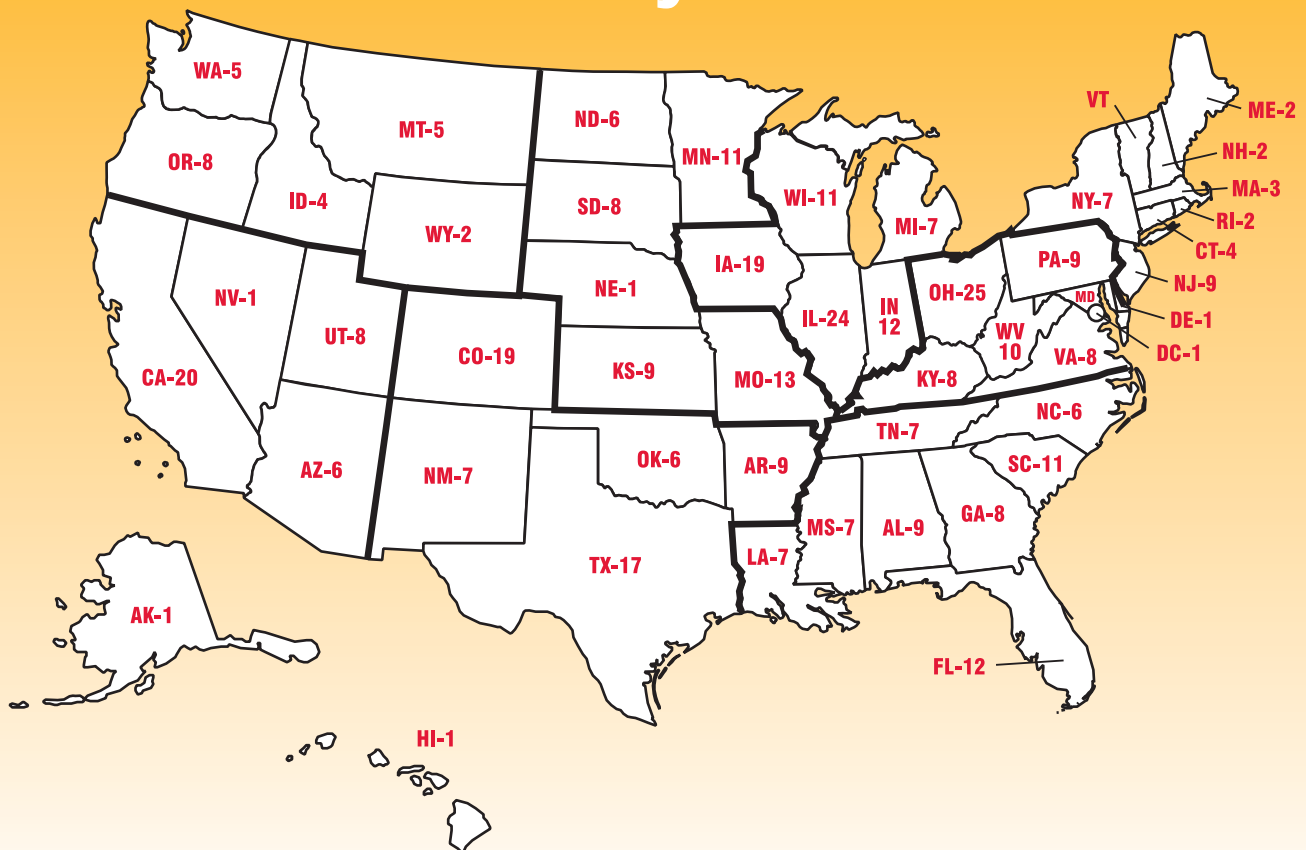 WA-5
MT-5
ND-6
MN-11
VT
ME-2
OR-8
ID-4
WY-2
SD-8
WI-11
MI-7
NY-7
NH-2
MA-3
RI-2
CT-4
NV-1
UT-8
CO-19
NE-1
IA-19
IL-24
IN
12
OH-25
PA-9
MD
NJ-9
DE-1
DC-1
CA-20
KS-9
MO-13
WV
10
VA-8
KY-8
AZ-6
NM-7
OK-6
AR-9
TN-7
NC-6
SC-11
TX-17
LA-7
MS-7
AL-9
GA-8
FL-12
AK-1
HI-1